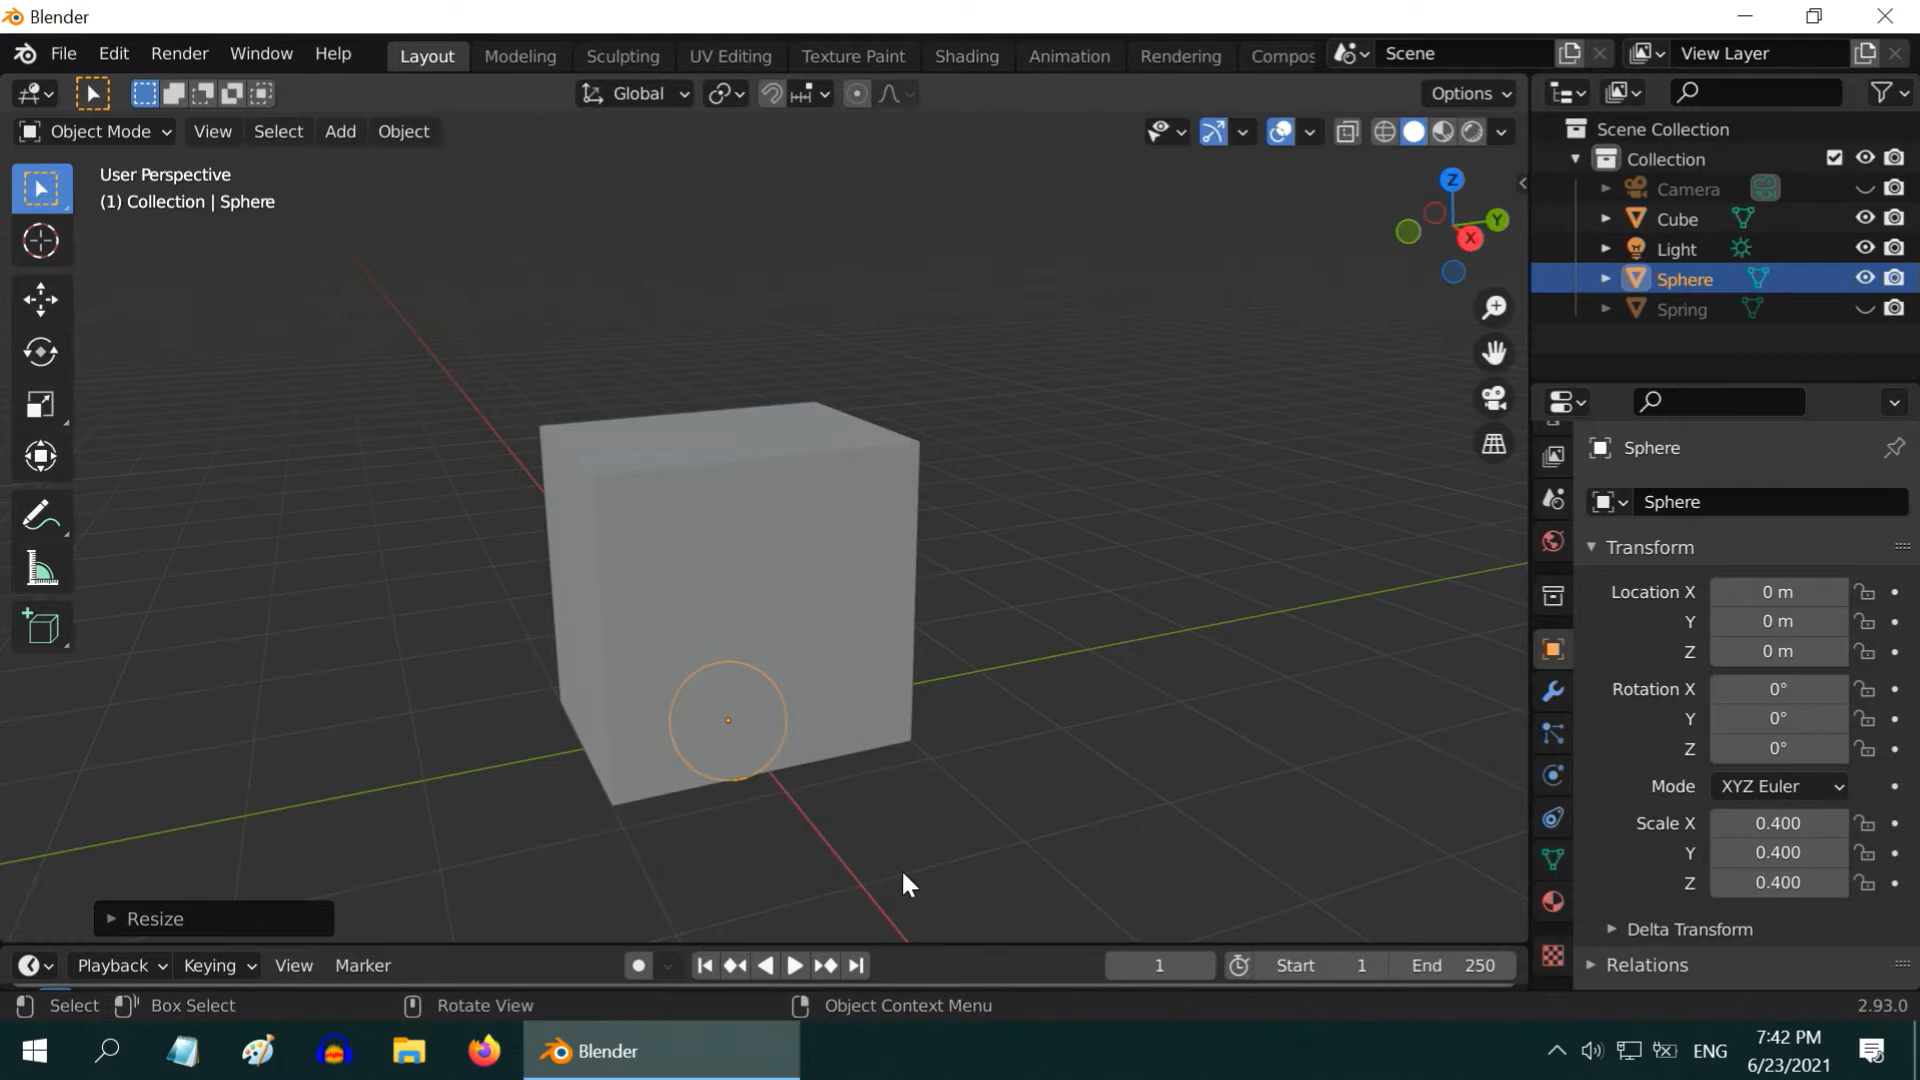 Blender
File Edit Render Window Help Layout Modeling Sculpting UV Editing Texture Paint Shading Animation Rendering Compos Scene View Layer
Global Options
Object Mode View Select Add Object
User Perspective
(1) Collection | Sphere
Z
Y
X
Scene Collection
Collection
Camera
Cube
Light
Sphere
Spring
Sphere
Sphere
Transform
Location X 0 m
Y 0 m
Z 0 m
Rotation X 0°
Y 0°
Z 0°
Mode XYZ Euler
Scale X 0.400
Y 0.400
Z 0.400
Delta Transform
Relations
Resize
Playback Keying View Marker 1 Start 1 End 250
Select Box Select Rotate View Object Context Menu 2.93.0
Blender ENG 7:42 PM
6/23/2021